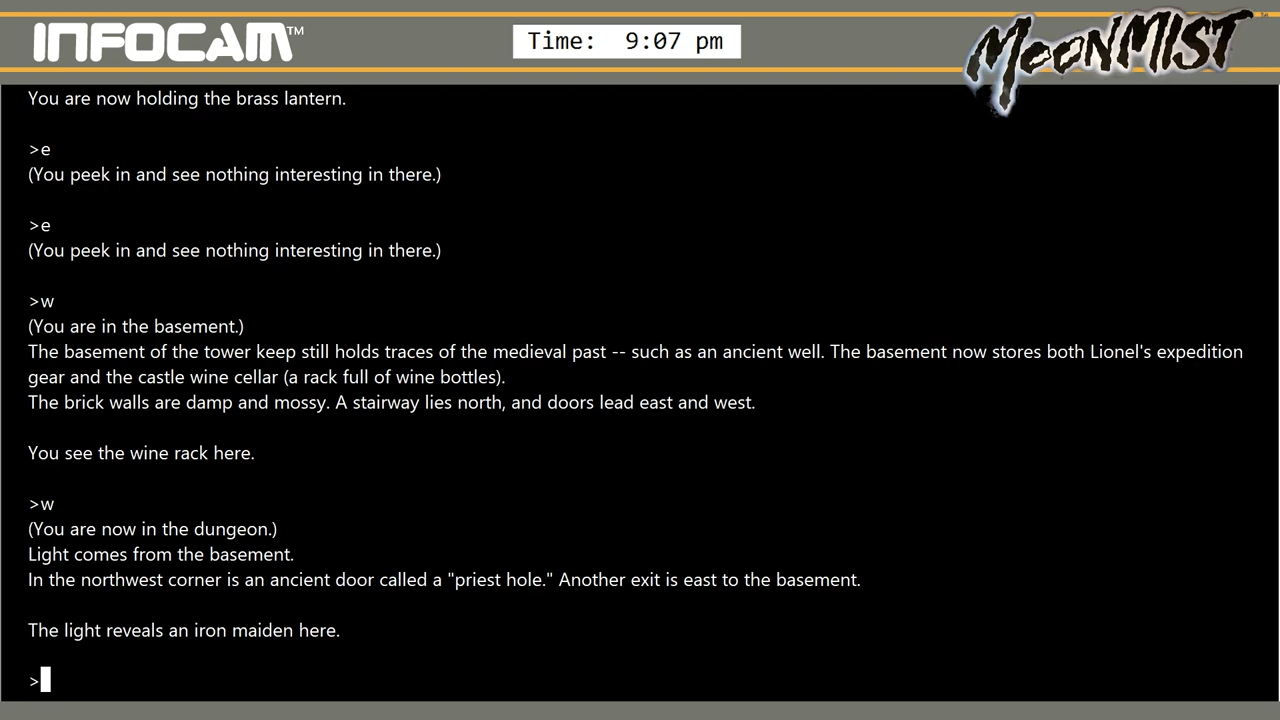 INFOCAM™
Time: 9:07 pm
MOONMIST
You are now holding the brass lantern.
>e
(You peek in and see nothing interesting in there.)
>e
(You peek in and see nothing interesting in there.)
>w
(You are in the basement.)
The basement of the tower keep still holds traces of the medieval past -- such as an ancient well. The basement now stores both Lionel's expedition
gear and the castle wine cellar (a rack full of wine bottles).
The brick walls are damp and mossy. A stairway lies north, and doors lead east and west.
You see the wine rack here.
>w
(You are now in the dungeon.)
Light comes from the basement.
In the northwest corner is an ancient door called a "priest hole." Another exit is east to the basement.
The light reveals an iron maiden here.
>